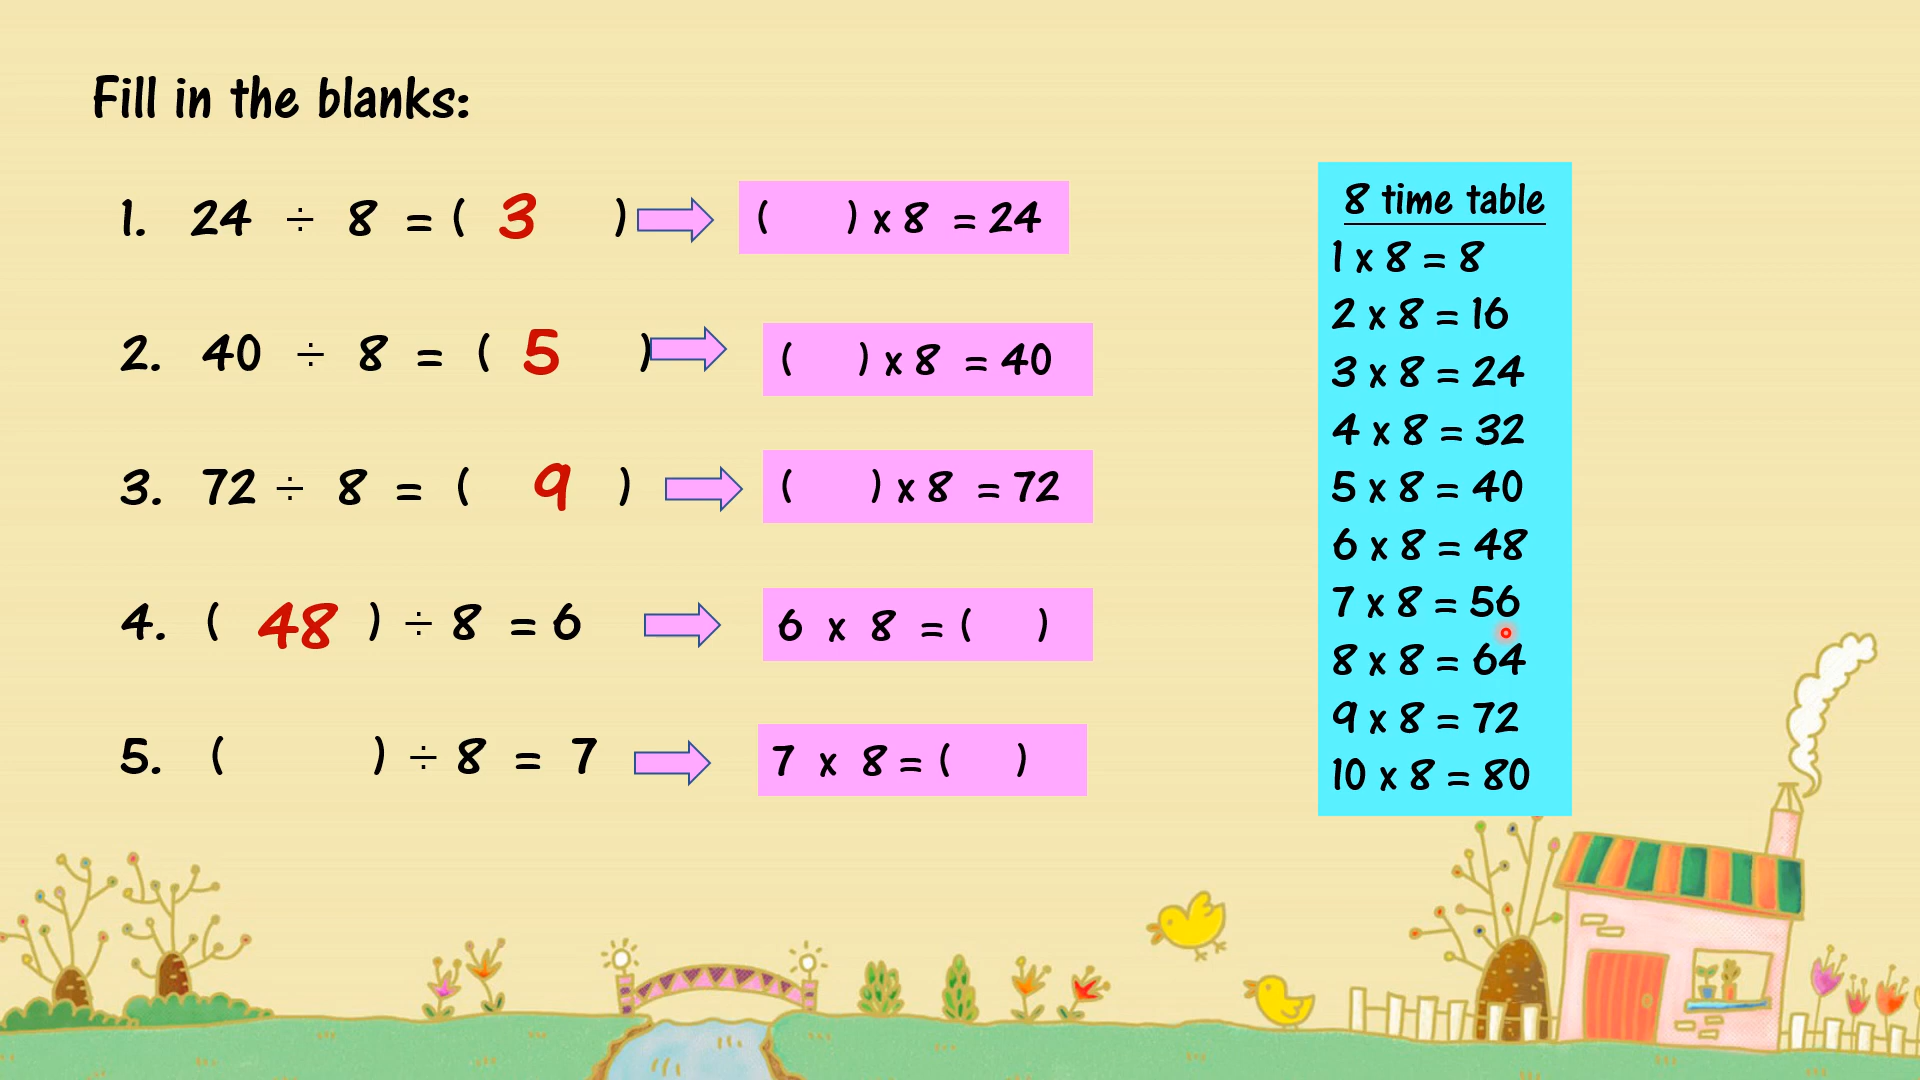 Fill in the blanks:
1. 24 ÷ 8 = ( 3 ) ( ) x 8 = 24
2. 40 ÷ 8 = ( 5 ) ( ) x 8 = 40
3. 72 ÷ 8 = ( 9 ) ( ) x 8 = 72
4. ( 48 ) ÷ 8 = 6 6 x 8 = ( )
5. ( ) ÷ 8 = 7 7 x 8 = ( )
8 time table
1 x 8 = 8
2 x 8 = 16
3 x 8 = 24
4 x 8 = 32
5 x 8 = 40
6 x 8 = 48
7 x 8 = 56
8 x 8 = 64
9 x 8 = 72
10 x 8 = 80